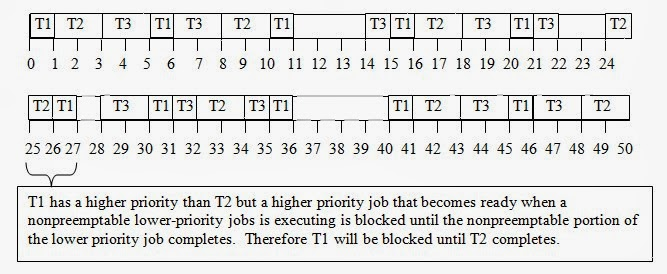 T1 T2 T3 T1 T3 T2 T1 T3 T1 T2 T3 T1 T3 T2
0 1 2 3 4 5 6 7 8 9 10 11 12 13 14 15 16 17 18 19 20 21 22 23 24
T2 T1 T3 T1 T3 T2 T3 T1 T1 T2 T3 T1 T3 T2
25 26 27 28 29 30 31 32 33 34 35 36 37 38 39 40 41 42 43 44 45 46 47 48 49 50
T1 has a higher priority than T2 but a higher priority job that becomes ready when a
nonpreemptable lower-priority jobs is executing is blocked until the nonpreemptable portion of
the lower priority job completes. Therefore T1 will be blocked until T2 completes.